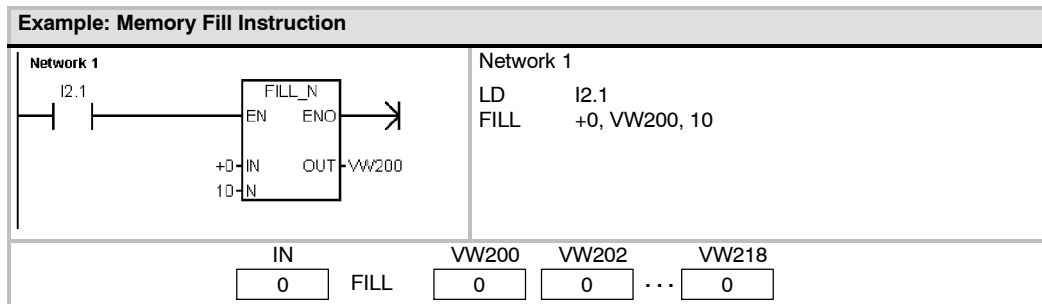 Example: Memory Fill Instruction
Network 1
I2.1
FILL_N
EN ENO
+0 IN OUT VW200
10 N
Network 1
LD I2.1
FILL +0, VW200, 10
IN VW200 VW202 VW218
0 FILL 0 0 . . . 0